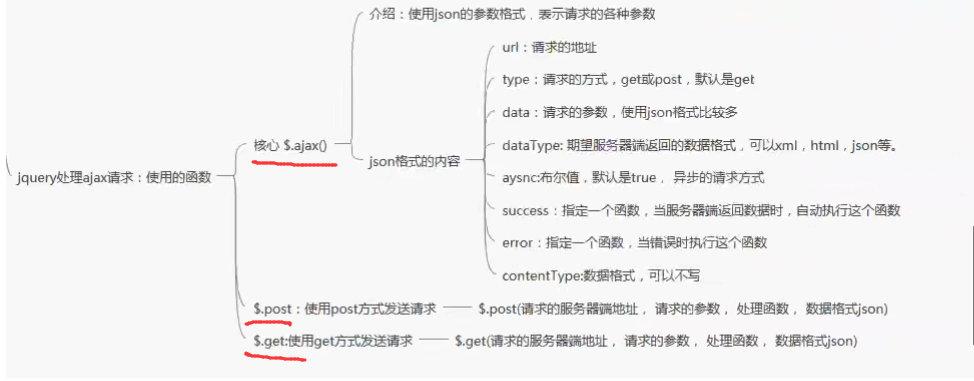 介绍：使用json的参数格式，表示请求的各种参数
url：请求的地址
type：请求的方式，get或post，默认是get
data：请求的参数，使用json格式比较多
核心 $.ajax()
dataType: 期望服务器端返回的数据格式，可以xml，html，json等。
json格式的内容
jquery处理ajax请求：使用的函数
aysnc:布尔值，默认是true， 异步的请求方式
success：指定一个函数，当服务器端返回数据时，自动执行这个函数
error：指定一个函数，当错误时执行这个函数
contentType:数据格式，可以不写
$.post：使用post方式发送请求
$.post(请求的服务器端地址， 请求的参数， 处理函数， 数据格式json)
$.get:使用get方式发送请求
$.get(请求的服务器端地址， 请求的参数， 处理函数， 数据格式json)